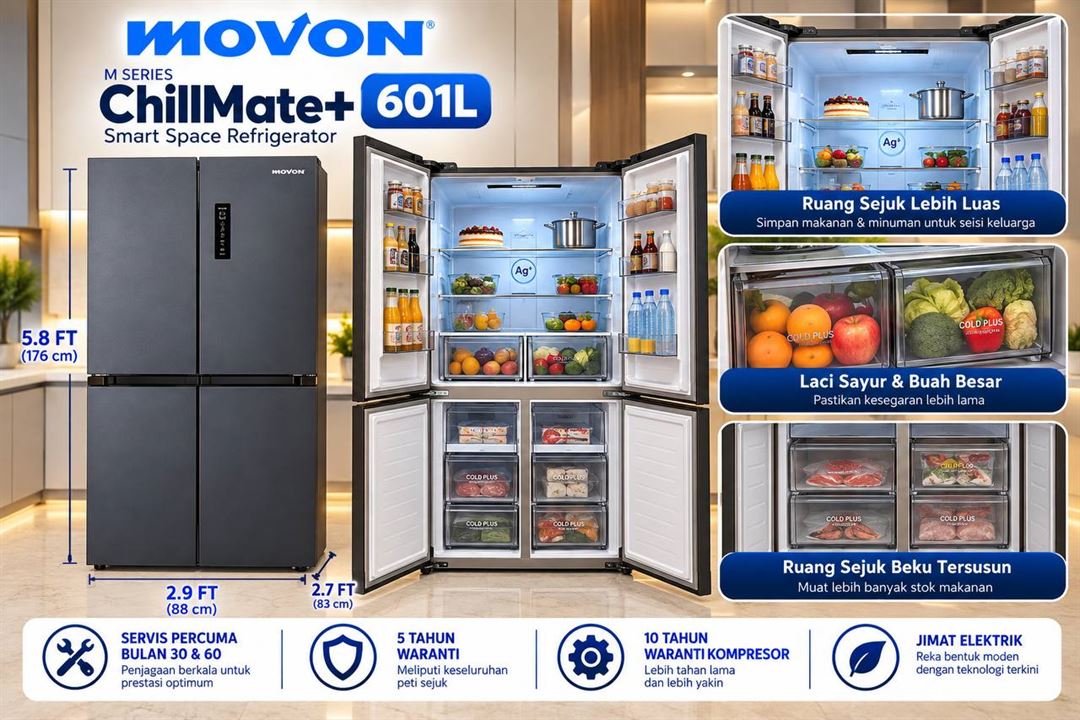 MOVON®
M SERIES
ChillMate+ 601L
Smart Space Refrigerator
MOVON
5.8 FT
(176 cm)
2.9 FT
(88 cm)
2.7 FT
(83 cm)
Ag+
COLD PLUS
COLD PLUS
COLD PLUS
COLD PLUS
Ag+
Ruang Sejuk Lebih Luas
Simpan makanan & minuman untuk seisi keluarga
COLD PLUS
COLD PLUS
Laci Sayur & Buah Besar
Pastikan kesegaran lebih lama
COLD PLUS
COLD PLUS
Ruang Sejuk Beku Tersusun
Muat lebih banyak stok makanan
SERVIS PERCUMA
BULAN 30 & 60
Penjagaan berkala untuk
prestasi optimum
5 TAHUN
WARANTI
Meliputi keseluruhan
peti sejuk
10 TAHUN
WARANTI KOMPRESOR
Lebih tahan lama
dan lebih yakin
JIMAT ELEKTRIK
Reka bentuk moden
dengan teknologi terkini